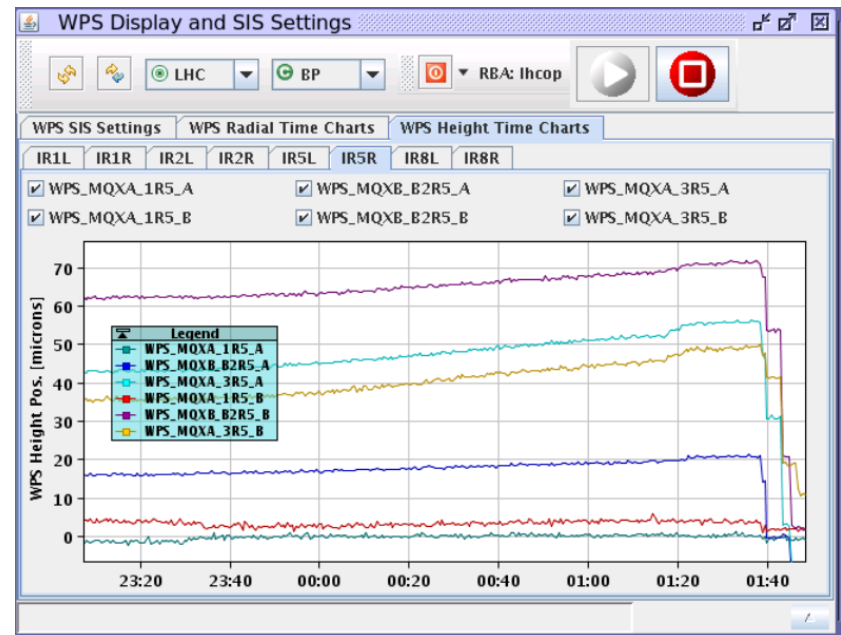 WPS Display and SIS Settings
LHC BP RBA: lhcop
WPS SIS Settings WPS Radial Time Charts WPS Height Time Charts
IR1L IR1R IR2L IR2R IR5L IR5R IR8L IR8R
WPS_MQXA_1R5_A WPS_MQXB_B2R5_A WPS_MQXA_3R5_A
WPS_MQXA_1R5_B WPS_MQXB_B2R5_B WPS_MQXA_3R5_B
WPS Height Pos. [microns]
70
60
50
40
30
20
10
0
Legend
WPS_MQXA_1R5_A
WPS_MQXB_B2R5_A
WPS_MQXA_3R5_A
WPS_MQXA_1R5_B
WPS_MQXB_B2R5_B
WPS_MQXA_3R5_B
23:20 23:40 00:00 00:20 00:40 01:00 01:20 01:40